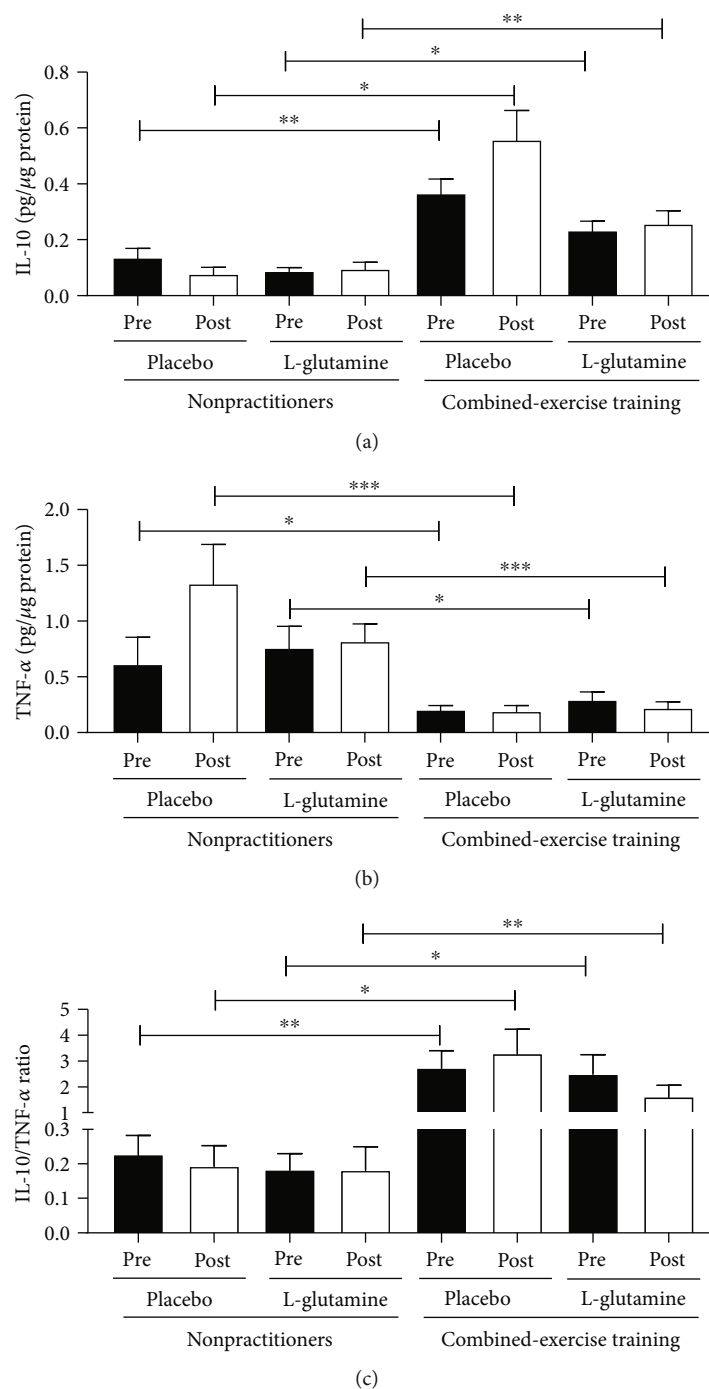 **
*
*
**
IL-10 (pg/μg protein)
0.8
0.6
0.4
0.2
0.0
Pre Post Pre Post Pre Post Pre Post
Placebo L-glutamine Placebo L-glutamine
Nonpractitioners Combined-exercise training
(a)
***
*
***
*
TNF-α (pg/μg protein)
2.0
1.5
1.0
0.5
0.0
Pre Post Pre Post Pre Post Pre Post
Placebo L-glutamine Placebo L-glutamine
Nonpractitioners Combined-exercise training
(b)
**
*
*
**
IL-10/TNF-α ratio
5
4
3
2
1
0.3
0.2
0.1
0.0
Pre Post Pre Post Pre Post Pre Post
Placebo L-glutamine Placebo L-glutamine
Nonpractitioners Combined-exercise training
(c)